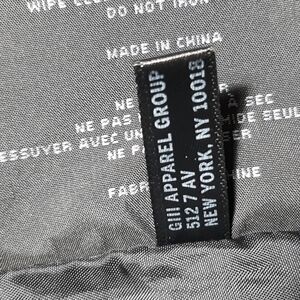 WIPE
DO NOT IRON
MADE IN CHINA
NE
NE PAS
À SEC
ESSUYER AVEC UN
HIDE SEUL
NE PA
FABR
HINE
GIII APPAREL GROUP
512 7 AV
NEW YORK, NY 10018